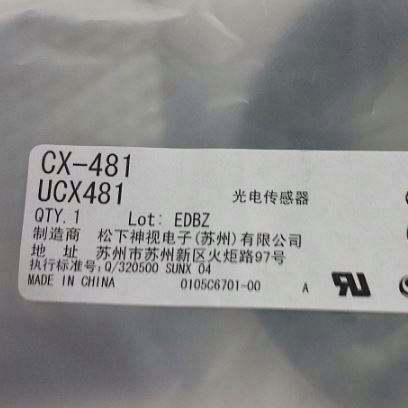 CX-481
UCX481
光电传感器
QTY.1 Lot: EDBZ
制造商 松下神视电子(苏州)有限公司
地 址 苏州市苏州新区火炬路97号
执行标准号:Q/320500 SUNX 04
MADE IN CHINA 0105C6701-00 A